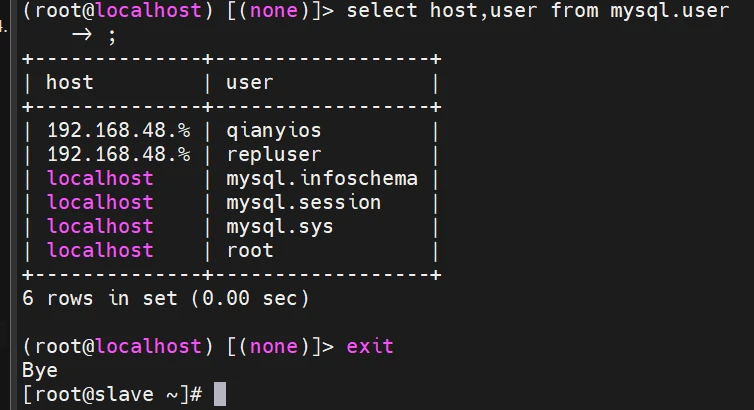 4.
(root@localhost) [(none)]> select host,user from mysql.user
    -> ;
+--------------+------------------+
| host         | user             |
+--------------+------------------+
| 192.168.48.% | qianyios         |
| 192.168.48.% | repluser         |
| localhost    | mysql.infoschema |
| localhost    | mysql.session    |
| localhost    | mysql.sys        |
| localhost    | root             |
+--------------+------------------+
6 rows in set (0.00 sec)
(root@localhost) [(none)]> exit
Bye
[root@slave ~]#